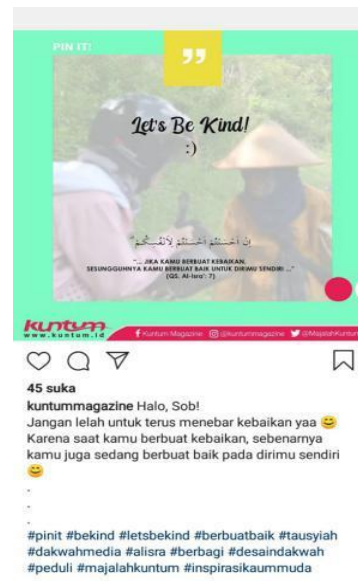 PIN IT!
”
Let's Be Kind!
:)
إِنْ أَحْسَنْتُمْ أَحْسَنْتُمْ لِأَنْفُسِكُمْ
"... JIKA KAMU BERBUAT KEBAIKAN,
SESUNGGUHNYA KAMU BERBUAT BAIK UNTUK DIRIMU SENDIRI ..."
(QS. Al-Isra': 7)
kuntum
www.kuntum.id
Kuntum Magazine @kuntummagazine @MajalahKuntum
45 suka
kuntummagazine Halo, Sob!
Jangan lelah untuk terus menebar kebaikan yaa 😊
Karena saat kamu berbuat kebaikan, sebenarnya
kamu juga sedang berbuat baik pada dirimu sendiri
😊
.
.
.
#pinit #bekind #letsbekind #berbuatbaik #tausyiah
#dakwahmedia #alisra #berbagi #desaindakwah
#peduli #majalahkuntum #inspirasikaummuda